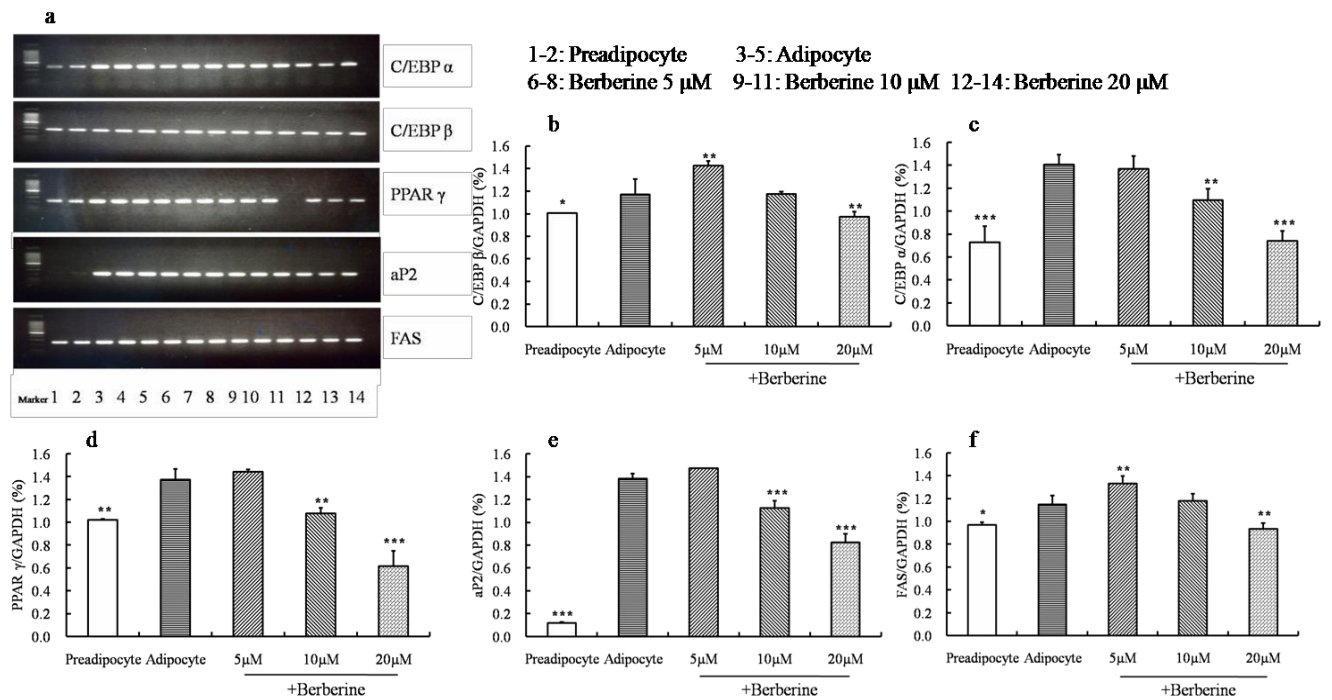 a
C/EBP α
C/EBP β
PPAR γ
aP2
FAS
Marker 1 2 3 4 5 6 7 8 9 10 11 12 13 14
1-2: Preadipocyte 3-5: Adipocyte
6-8: Berberine 5 μM 9-11: Berberine 10 μM 12-14: Berberine 20 μM
b
C/EBP β/GAPDH (%)
1.6
1.4
1.2
1.0
0.8
0.6
0.4
0.2
0.0
*
**
**
Preadipocyte Adipocyte 5μM 10μM 20μM
+Berberine
c
C/EBP α/GAPDH (%)
1.6
1.4
1.2
1.0
0.8
0.6
0.4
0.2
0.0
***
**
***
Preadipocyte Adipocyte 5μM 10μM 20μM
+Berberine
d
PPAR γ/GAPDH (%)
1.6
1.4
1.2
1.0
0.8
0.6
0.4
0.2
0.0
**
**
***
Preadipocyte Adipocyte 5μM 10μM 20μM
+Berberine
e
aP2/GAPDH (%)
1.6
1.4
1.2
1.0
0.8
0.6
0.4
0.2
0.0
***
***
***
Preadipocyte Adipocyte 5μM 10μM 20μM
+Berberine
f
FAS/GAPDH (%)
1.6
1.4
1.2
1.0
0.8
0.6
0.4
0.2
0.0
*
**
**
Preadipocyte Adipocyte 5μM 10μM 20μM
+Berberine